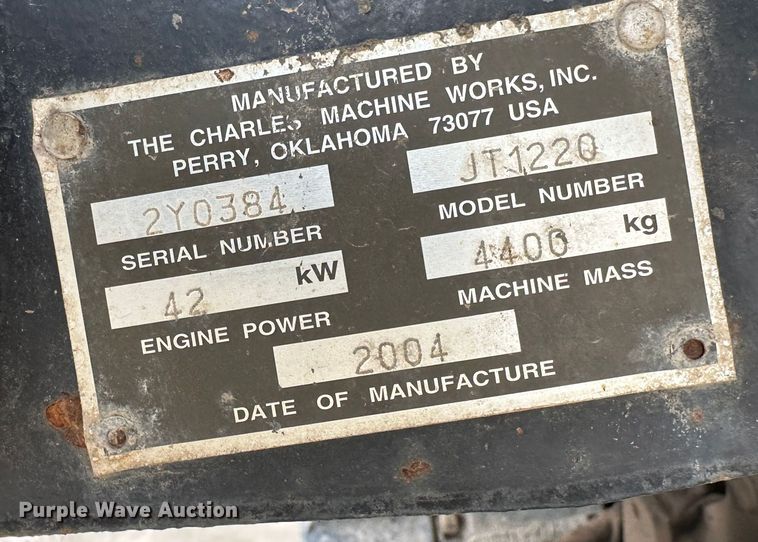 MANUFACTURED BY
THE CHARLES MACHINE WORKS, INC.
PERRY, OKLAHOMA 73077 USA
2Y0384
SERIAL NUMBER
JT1220
MODEL NUMBER
42 kW
ENGINE POWER
4400 kg
MACHINE MASS
2004
DATE OF MANUFACTURE
Purple Wave Auction